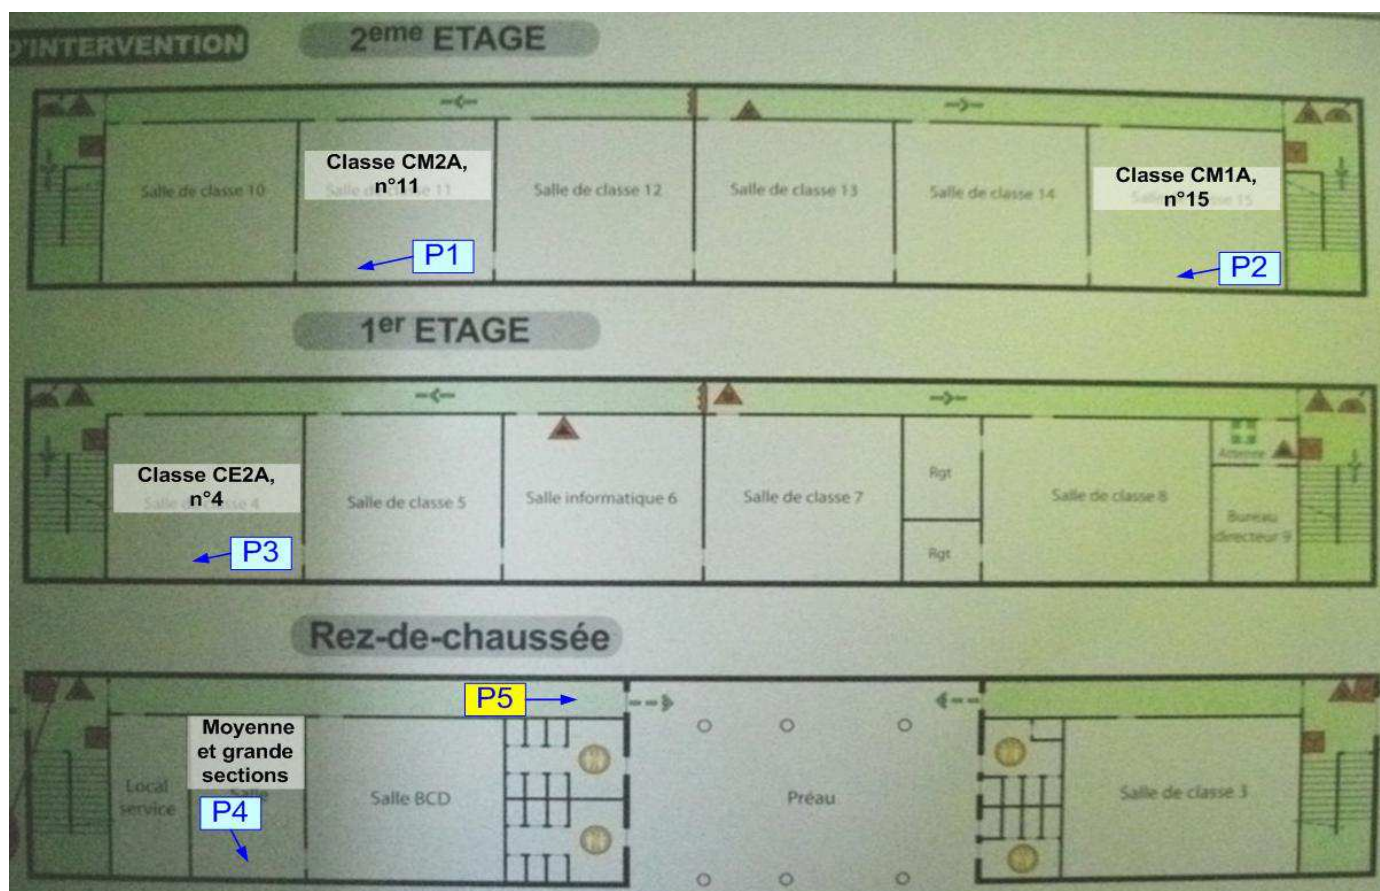 D'INTERVENTION
2eme ETAGE
Salle de classe 10
Classe CM2A,
n°11
Salle de classe 12
Salle de classe 13
Salle de classe 14
Classe CM1A,
n°15
P1
P2
1er ETAGE
Classe CE2A,
n°4
Salle de classe 5
Salle informatique 6
Salle de classe 7
Rgt
Rgt
Salle de classe 8
Attente
Bureau
directeur 9
P3
Rez-de-chaussée
P5
Moyenne
et grande
sections
Local
service
Salle
Salle BCD
Préau
Salle de classe 3
P4